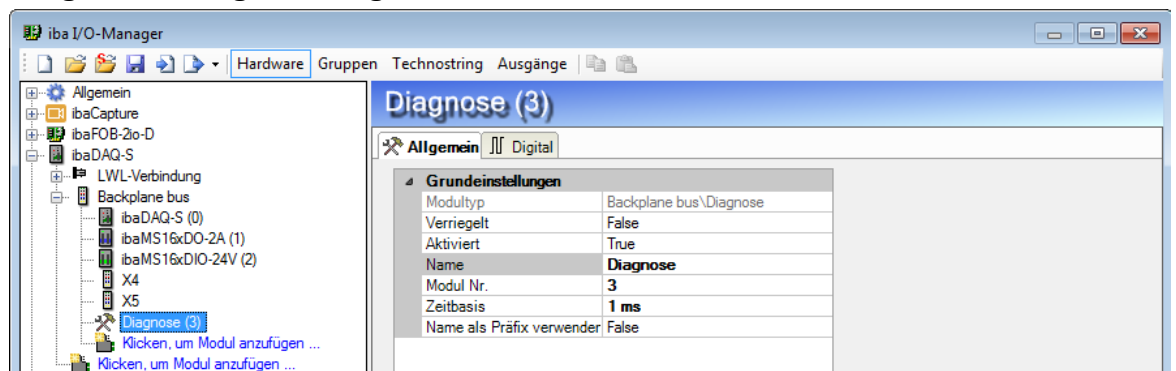 iba I/O-Manager
Hardware Gruppen Technostring Ausgänge
Allgemein
ibaCapture
ibaFOB-2io-D
ibaDAQ-S
LWL-Verbindung
Backplane bus
ibaDAQ-S (0)
ibaMS16xDO-2A (1)
ibaMS16xDIO-24V (2)
X4
X5
Diagnose (3)
Klicken, um Modul anzufügen ...
Klicken, um Modul anzufügen ...
Diagnose (3)
Allgemein Digital
Grundeinstellungen
Modultyp Backplane bus\Diagnose
Verriegelt False
Aktiviert True
Name Diagnose
Modul Nr. 3
Zeitbasis 1 ms
Name als Präfix verwender False